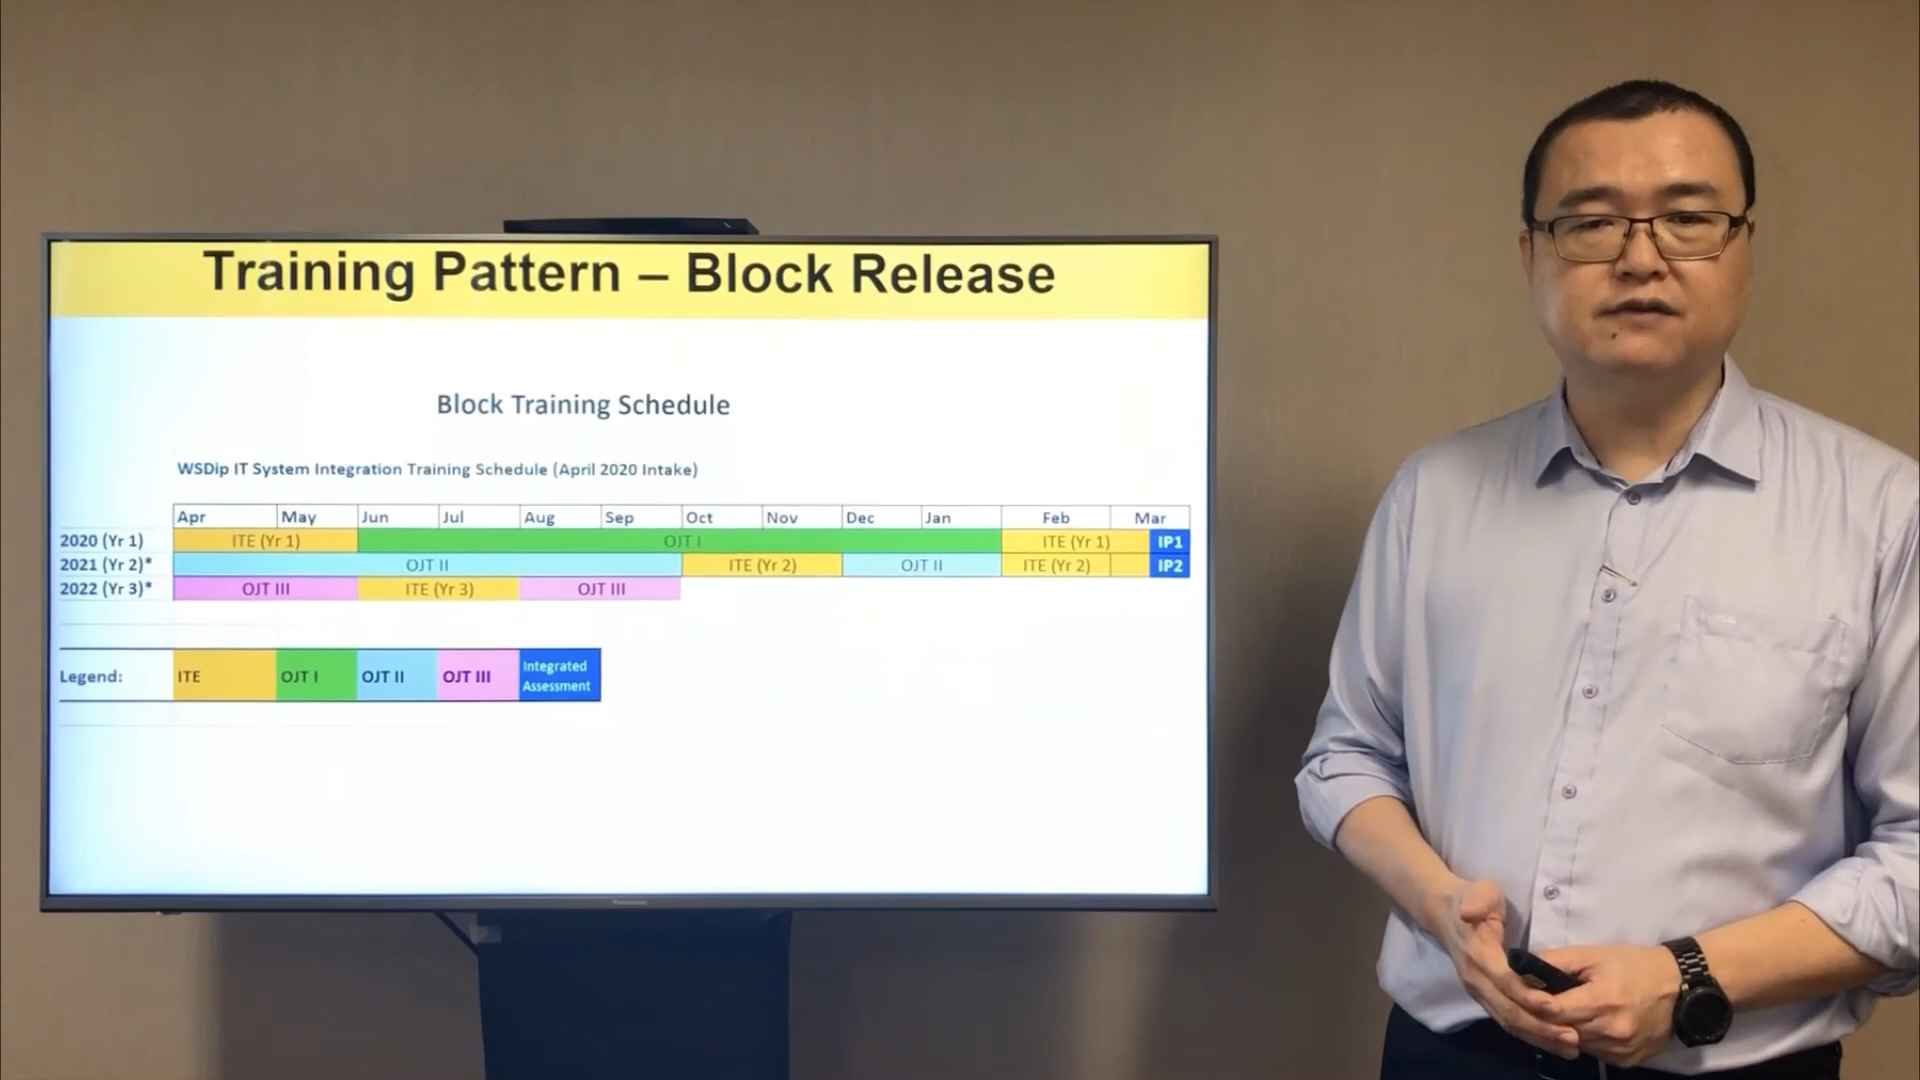 Training Pattern – Block Release
Block Training Schedule
WSDip IT System Integration Training Schedule (April 2020 Intake)
Apr May Jun Jul Aug Sep Oct Nov Dec Jan Feb Mar
2020 (Yr 1) ITE (Yr 1) OJT I ITE (Yr 1) IP1
2021 (Yr 2)* OJT II ITE (Yr 2) OJT II ITE (Yr 2) IP2
2022 (Yr 3)* OJT III ITE (Yr 3) OJT III
Legend: ITE OJT I OJT II OJT III Integrated
Assessment
Panasonic